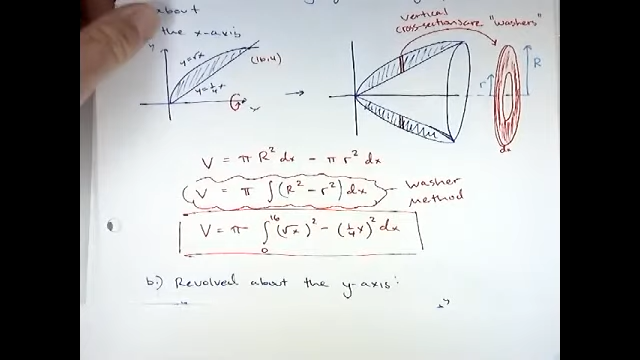 about
the x-axis
vertical
cross-sections are "washers"
y
y=√x
(16,4)
y=¼x
x
R
r
dx
V = π R² dx - π r² dx
V = π ∫(R² - r²) dx
washer
method
V = π ∫₀¹⁶ (√x)² - (¼x)² dx
b.) Revolved about the y-axis: